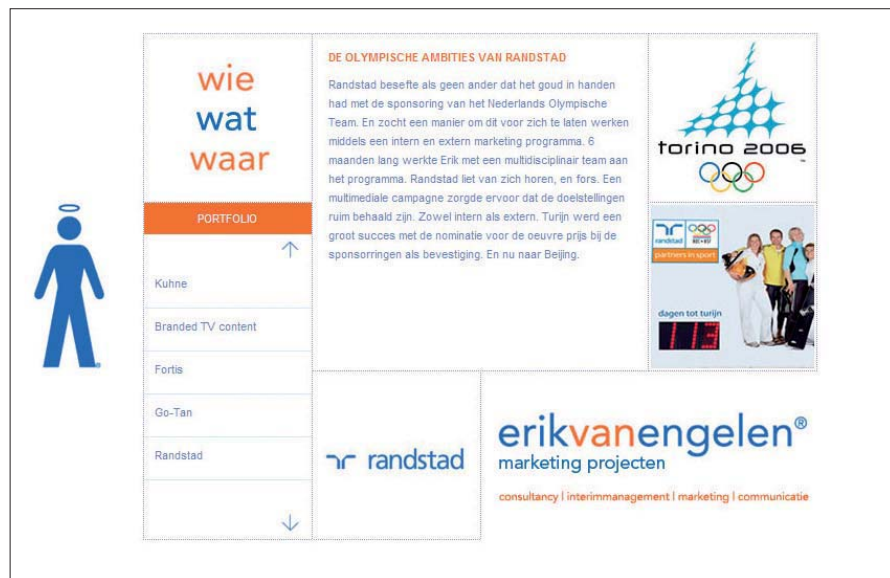 wie
wat
waar
PORTFOLIO
Kuhne
Branded TV content
Fortis
Go-Tan
Randstad
DE OLYMPISCHE AMBITIES VAN RANDSTAD
Randstad besefte als geen ander dat het goud in handen
had met de sponsoring van het Nederlands Olympische
Team. En zocht een manier om dit voor zich te laten werken
middels een intern en extern marketing programma. 6
maanden lang werkte Erik met een multidisciplinair team aan
het programma. Randstad liet van zich horen, en fors. Een
multimediale campagne zorgde ervoor dat de doelstellingen
ruim behaald zijn. Zowel intern als extern. Turijn werd een
groot succes met de nominatie voor de oeuvre prijs bij de
sponsorringen als bevestiging. En nu naar Beijing.
torino 2006
™
randstad
NOC*NSF
partners in sport
dagen tot turijn
113
randstad
erikvanengelen®
marketing projecten
consultancy | interimmanagement | marketing | communicatie